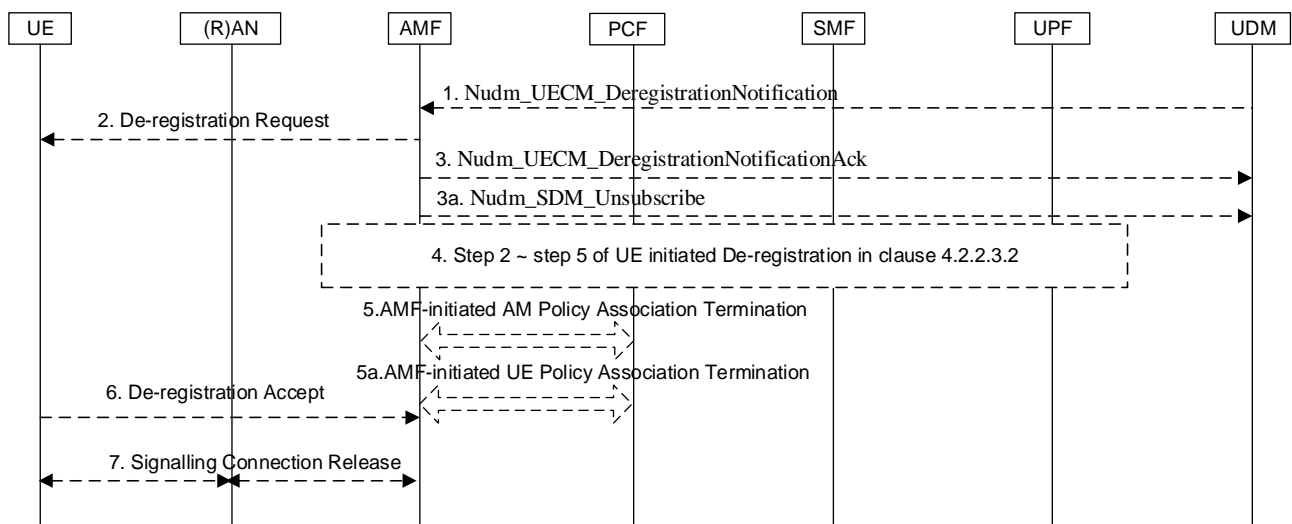 UE (R)AN AMF PCF SMF UPF UDM
1. Nudm_UECM_DeregistrationNotification
2. De-registration Request
3. Nudm_UECM_DeregistrationNotificationAck
3a. Nudm_SDM_Unsubscribe
4. Step 2 ~ step 5 of UE initiated De-registration in clause 4.2.2.3.2
5.AMF-initiated AM Policy Association Termination
5a.AMF-initiated UE Policy Association Termination
6. De-registration Accept
7. Signalling Connection Release